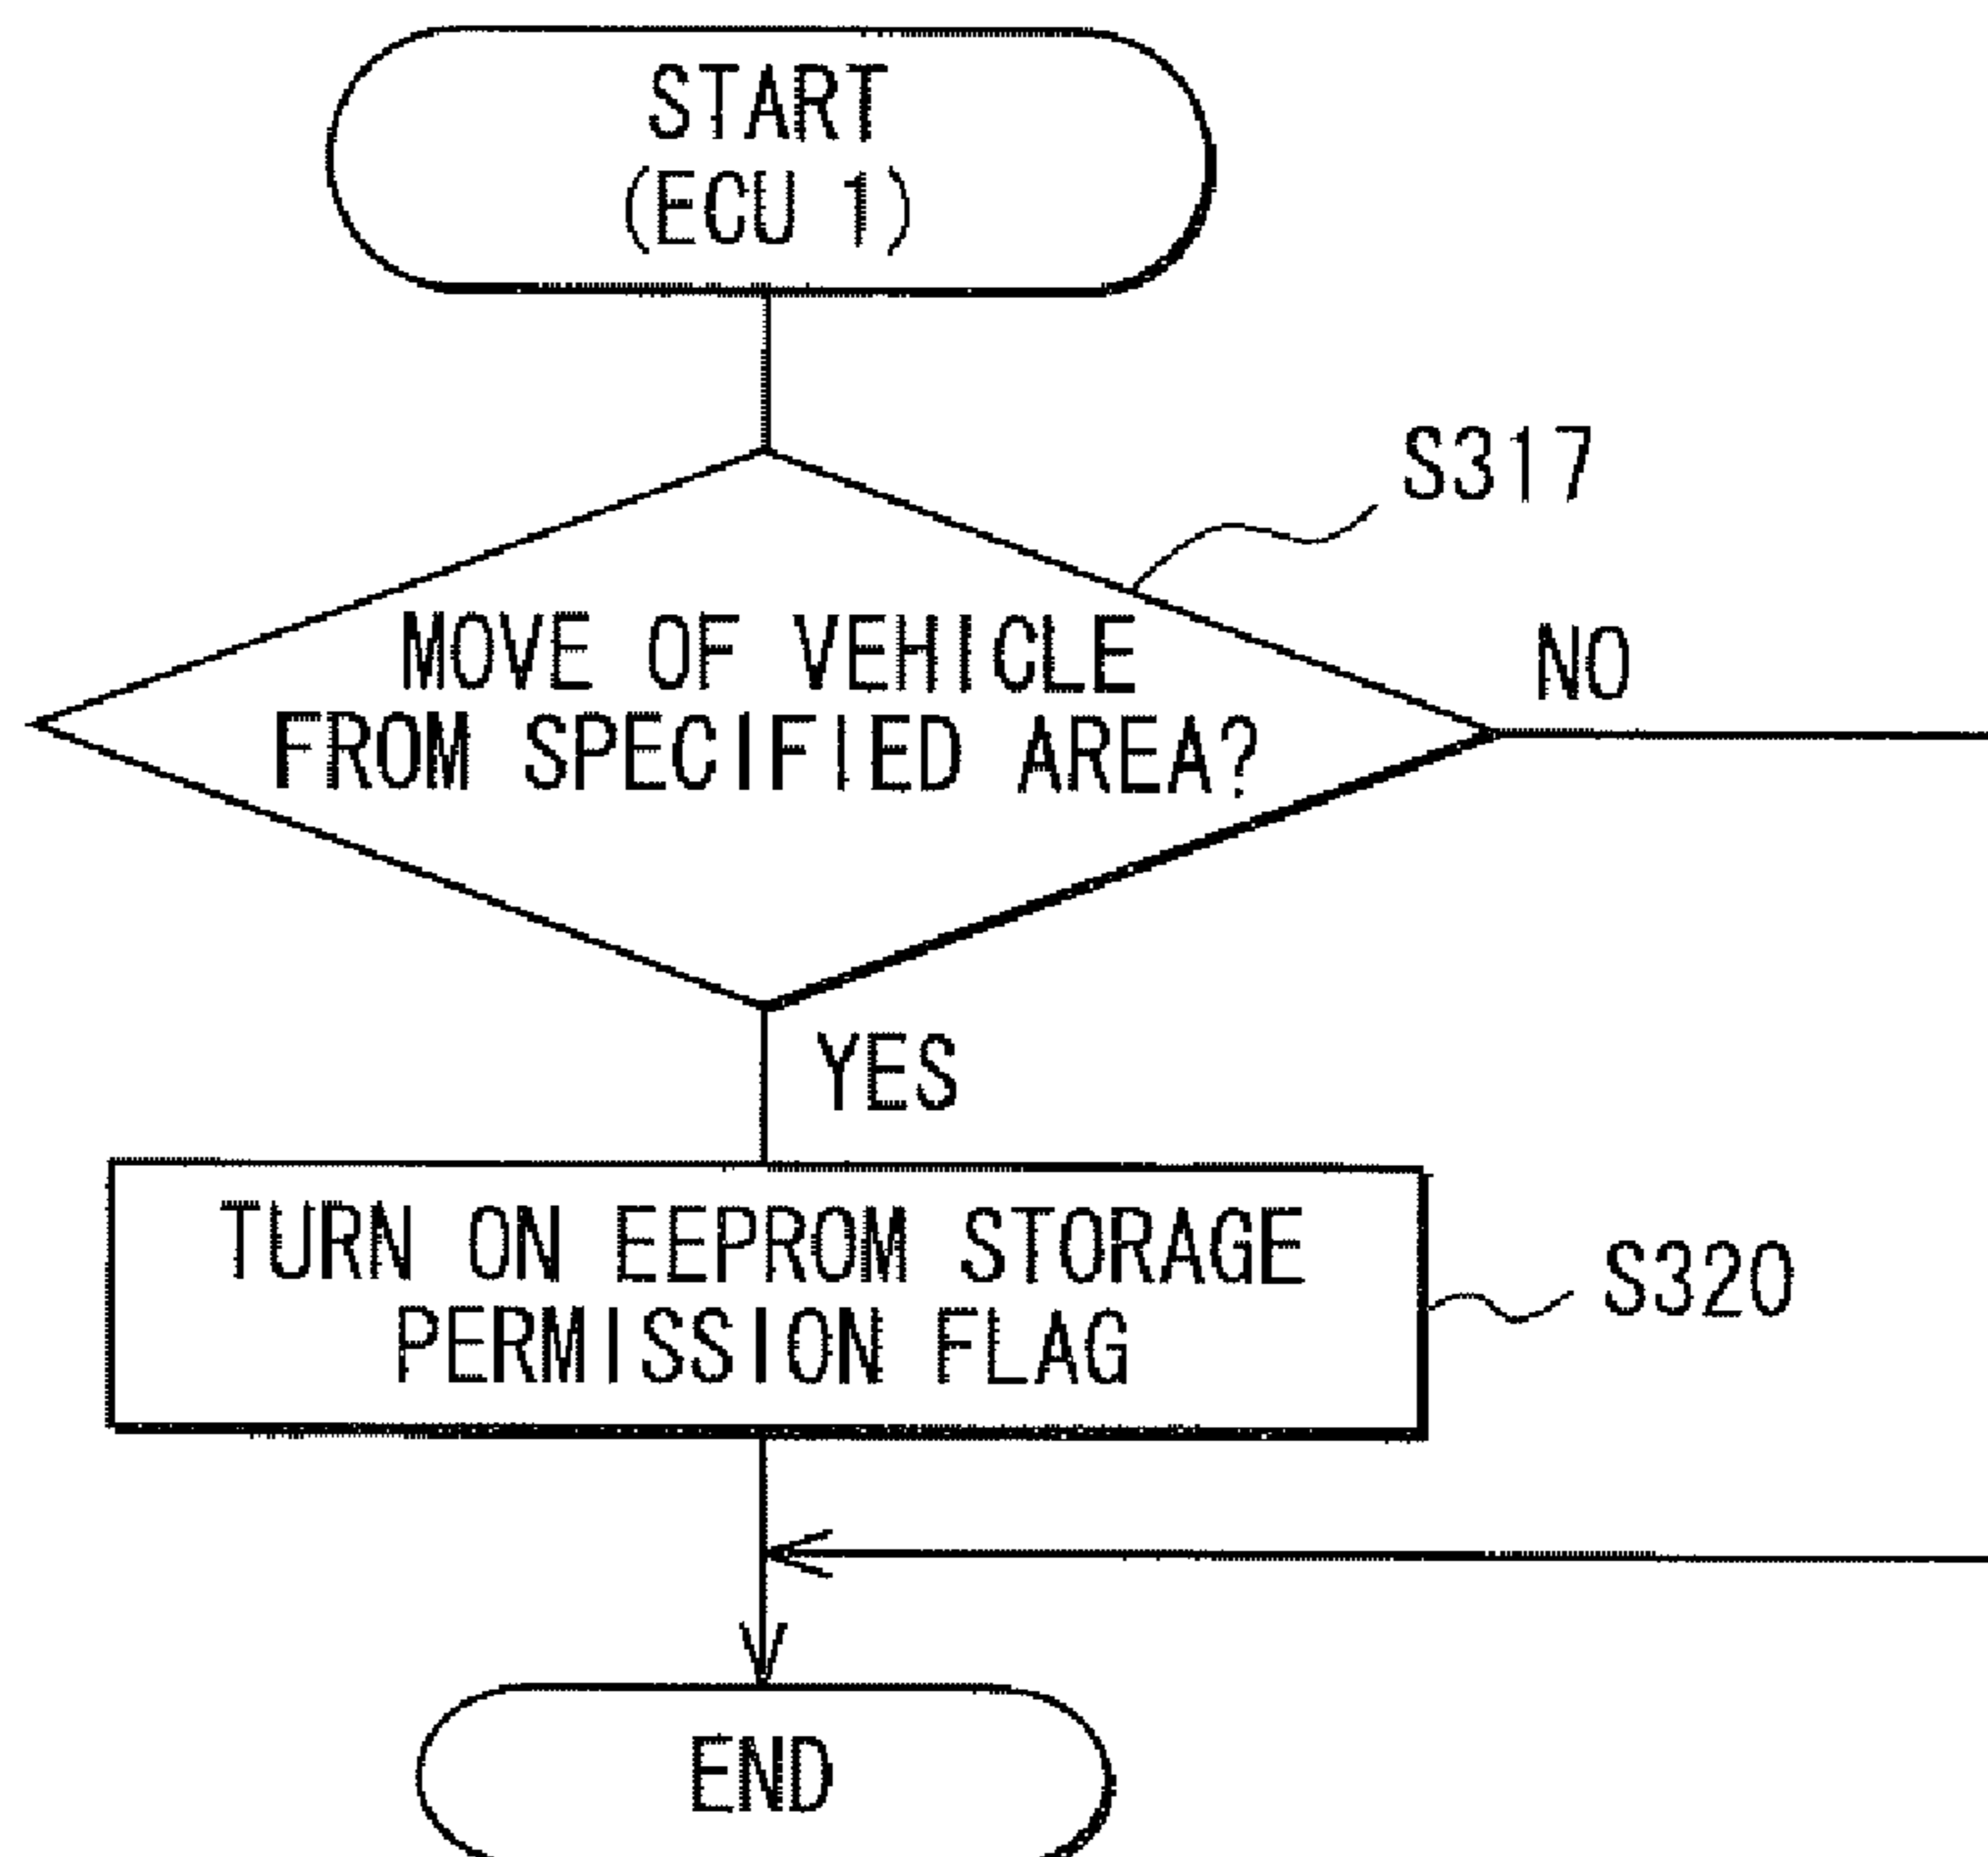 START
(ECU 1)
S317
MOVE OF VEHICLE
FROM SPECIFIED AREA?
NO
YES
TURN ON EEPROM STORAGE
PERMISSION FLAG
S320
END